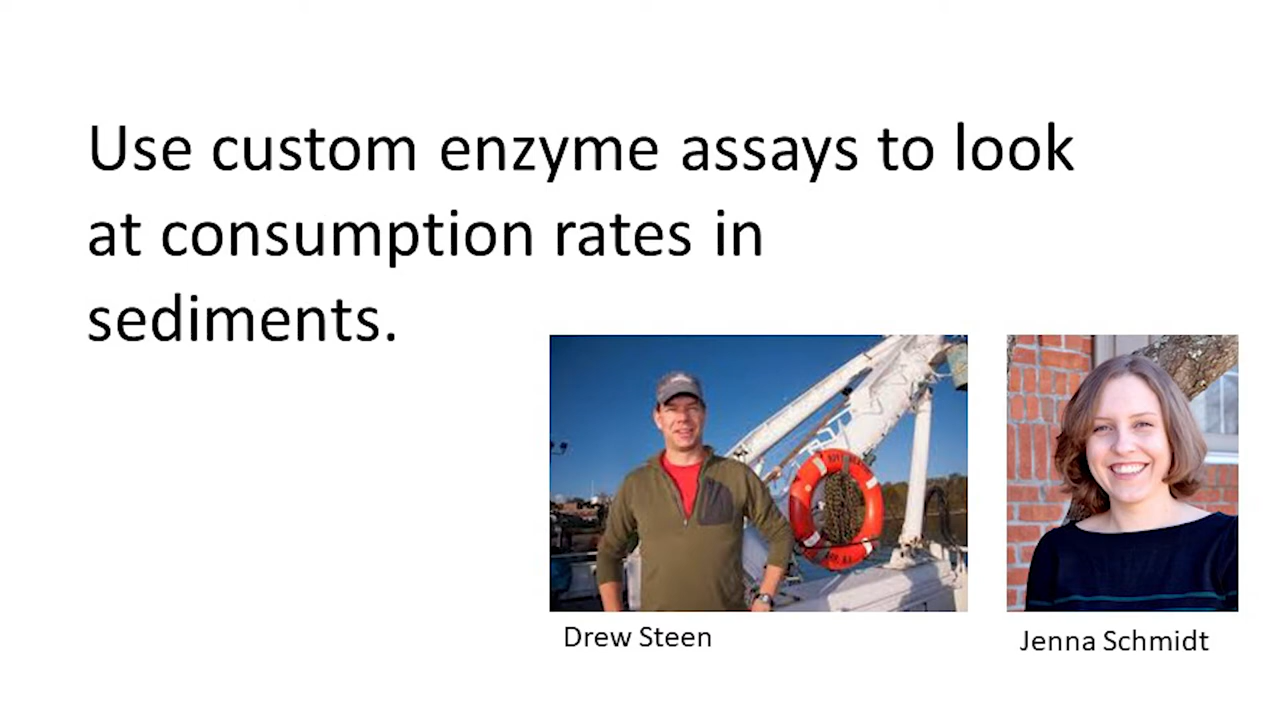 Use custom enzyme assays to look
at consumption rates in
sediments.
Drew Steen
Jenna Schmidt